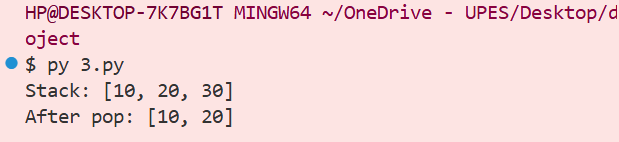 HP@DESKTOP-7K7BG1T MINGW64 ~/OneDrive - UPES/Desktop/d
oject
$ py 3.py
Stack: [10, 20, 30]
After pop: [10, 20]